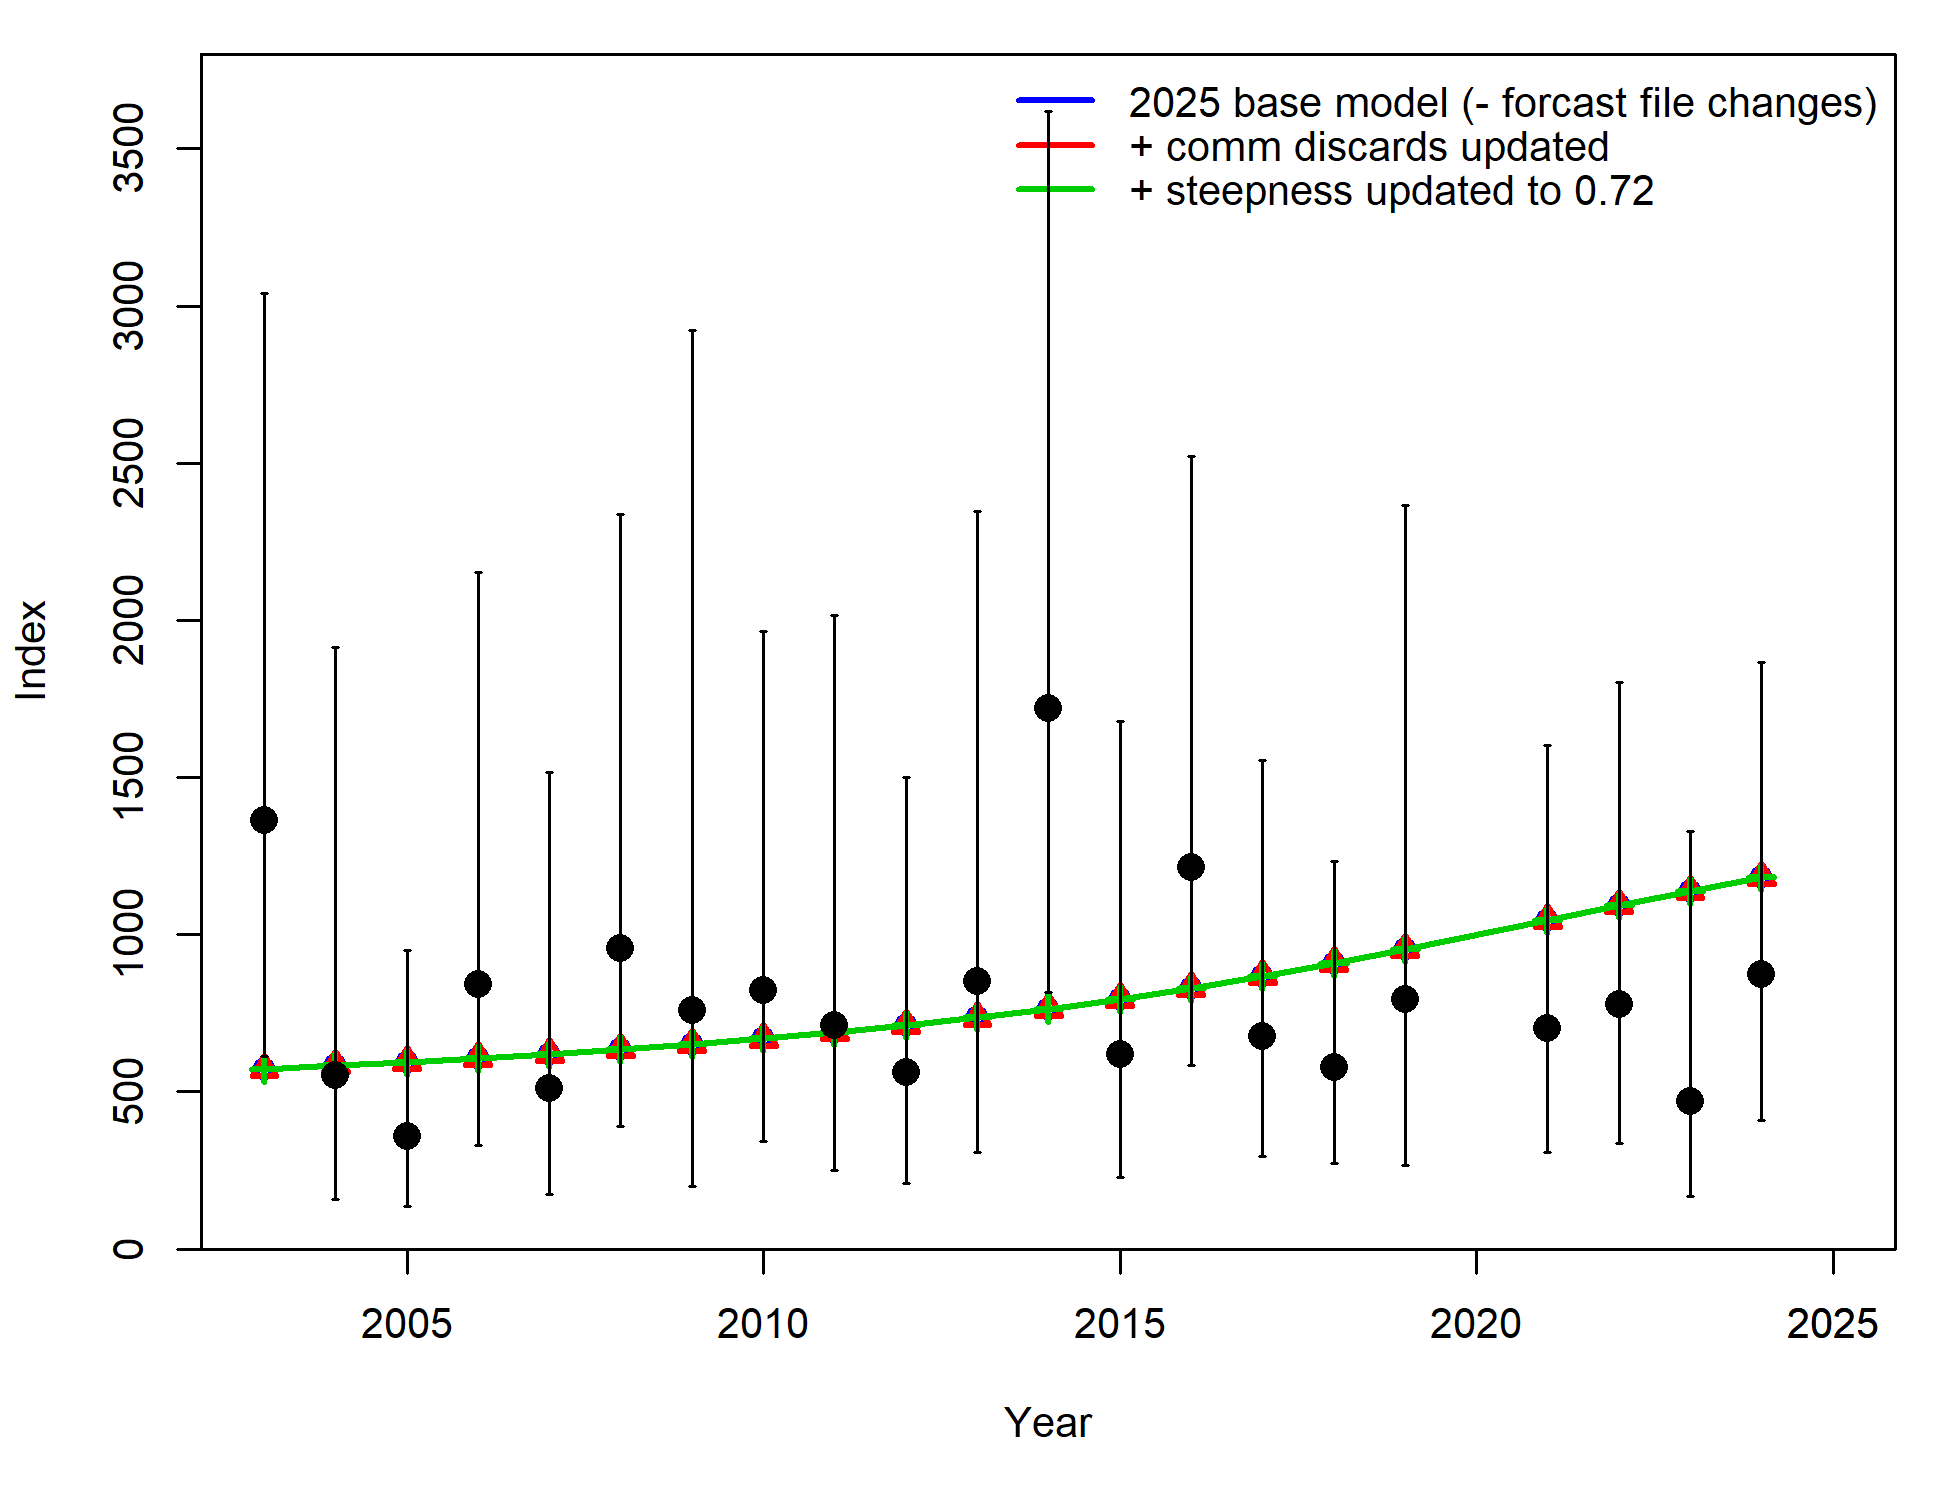 2025 base model (- forcast file changes)
+ comm discards updated
+ steepness updated to 0.72
3500
3000
2500
2000
1500
1000
500
0
Index
2005 2010 2015 2020 2025
Year